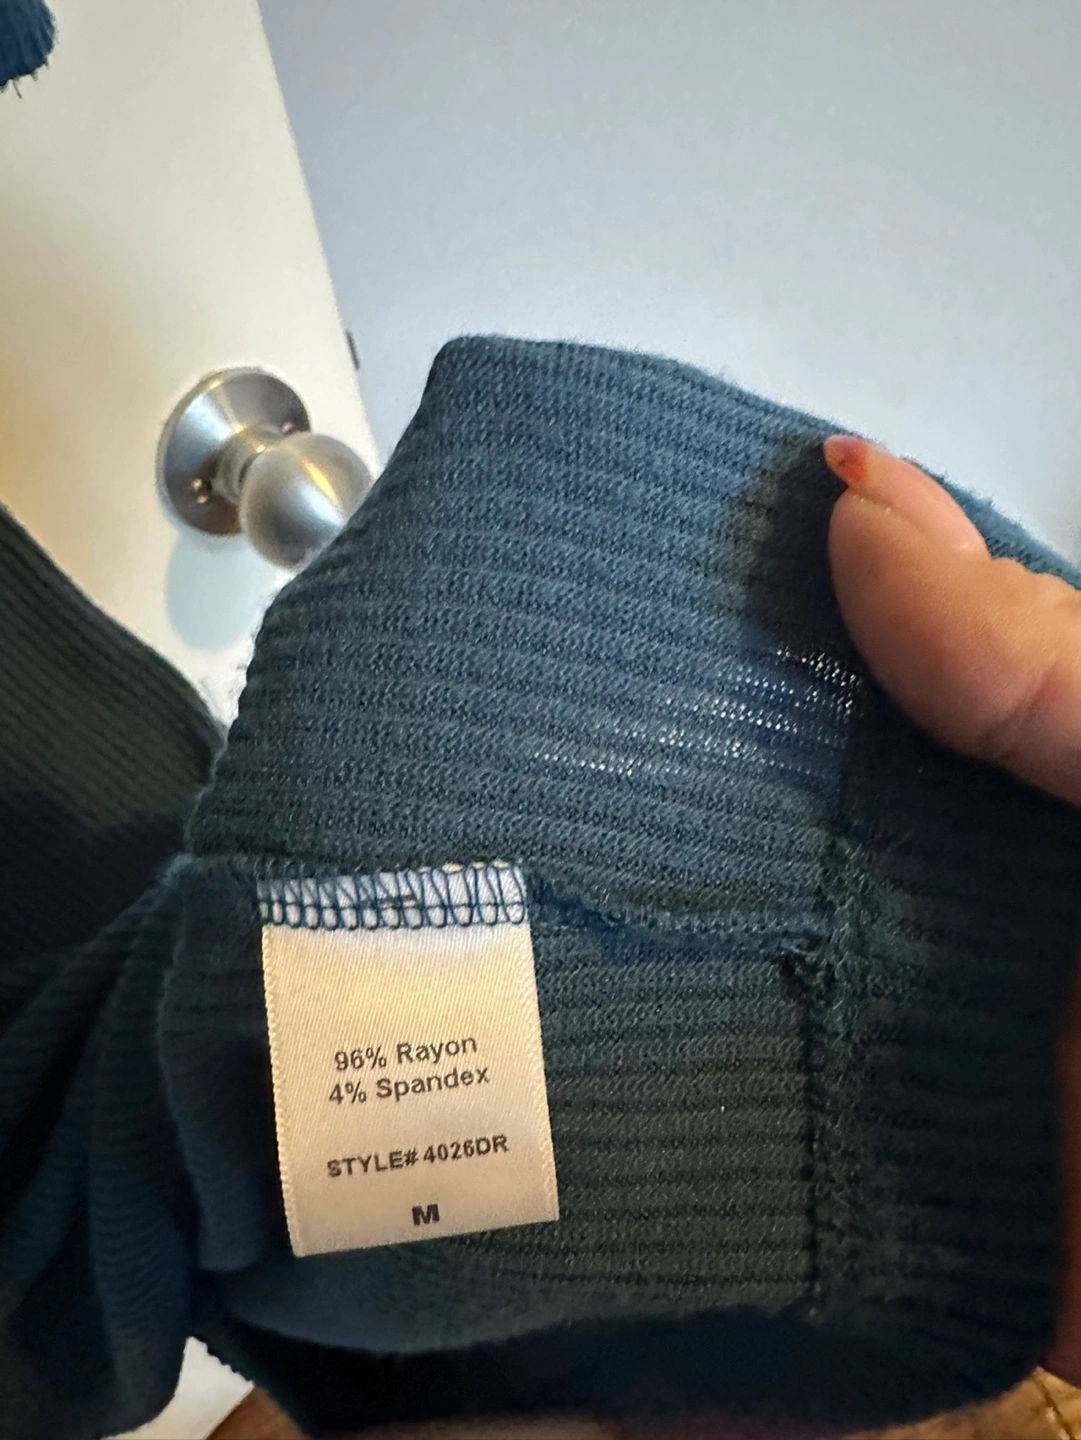 96% Rayon
4% Spandex
STYLE# 4026DR
M